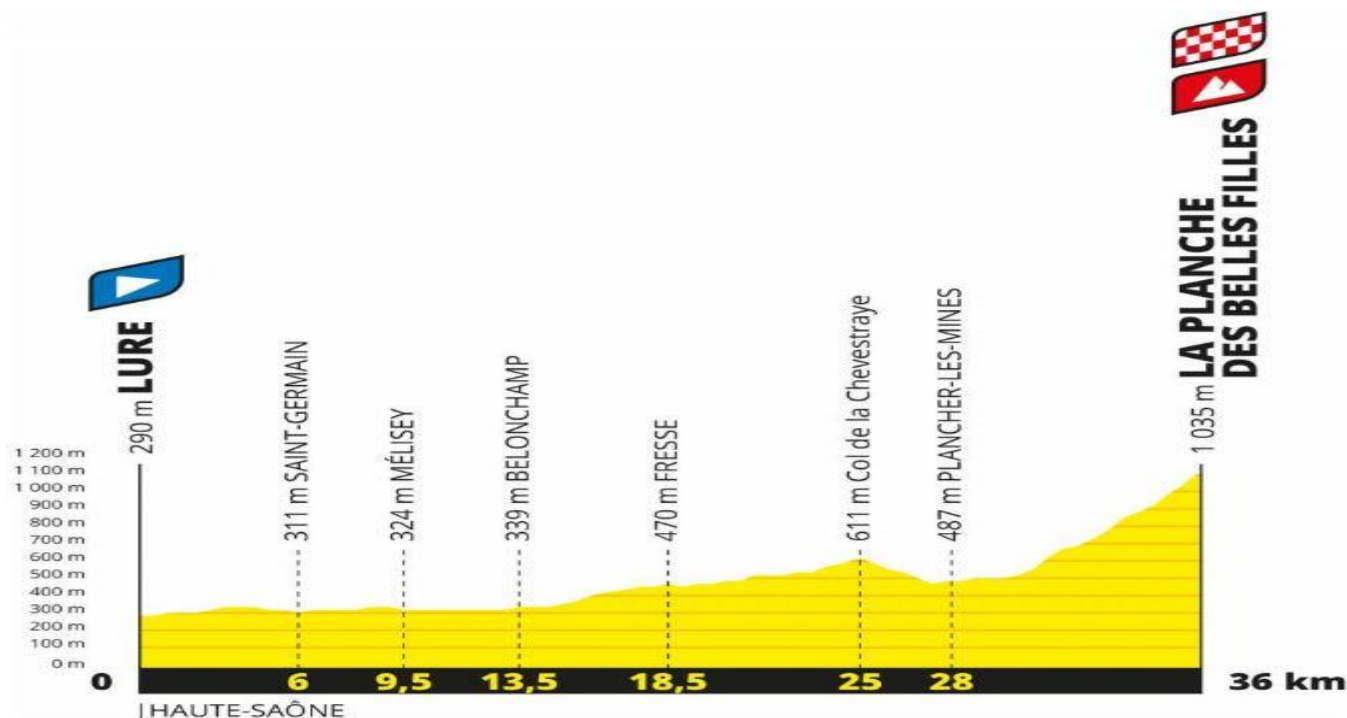 LA PLANCHE
DES BELLES FILLES
1 035 m
290 m LURE
311 m SAINT-GERMAIN
324 m MÉLISEY
339 m BELONCHAMP
470 m FRESSE
611 m Col de la Chevestraye
487 m PLANCHER-LES-MINES
1 200 m
1 100 m
1 000 m
900 m
800 m
700 m
600 m
500 m
400 m
300 m
200 m
100 m
0 m
0 6 9,5 13,5 18,5 25 28 36 km
HAUTE-SAÔNE